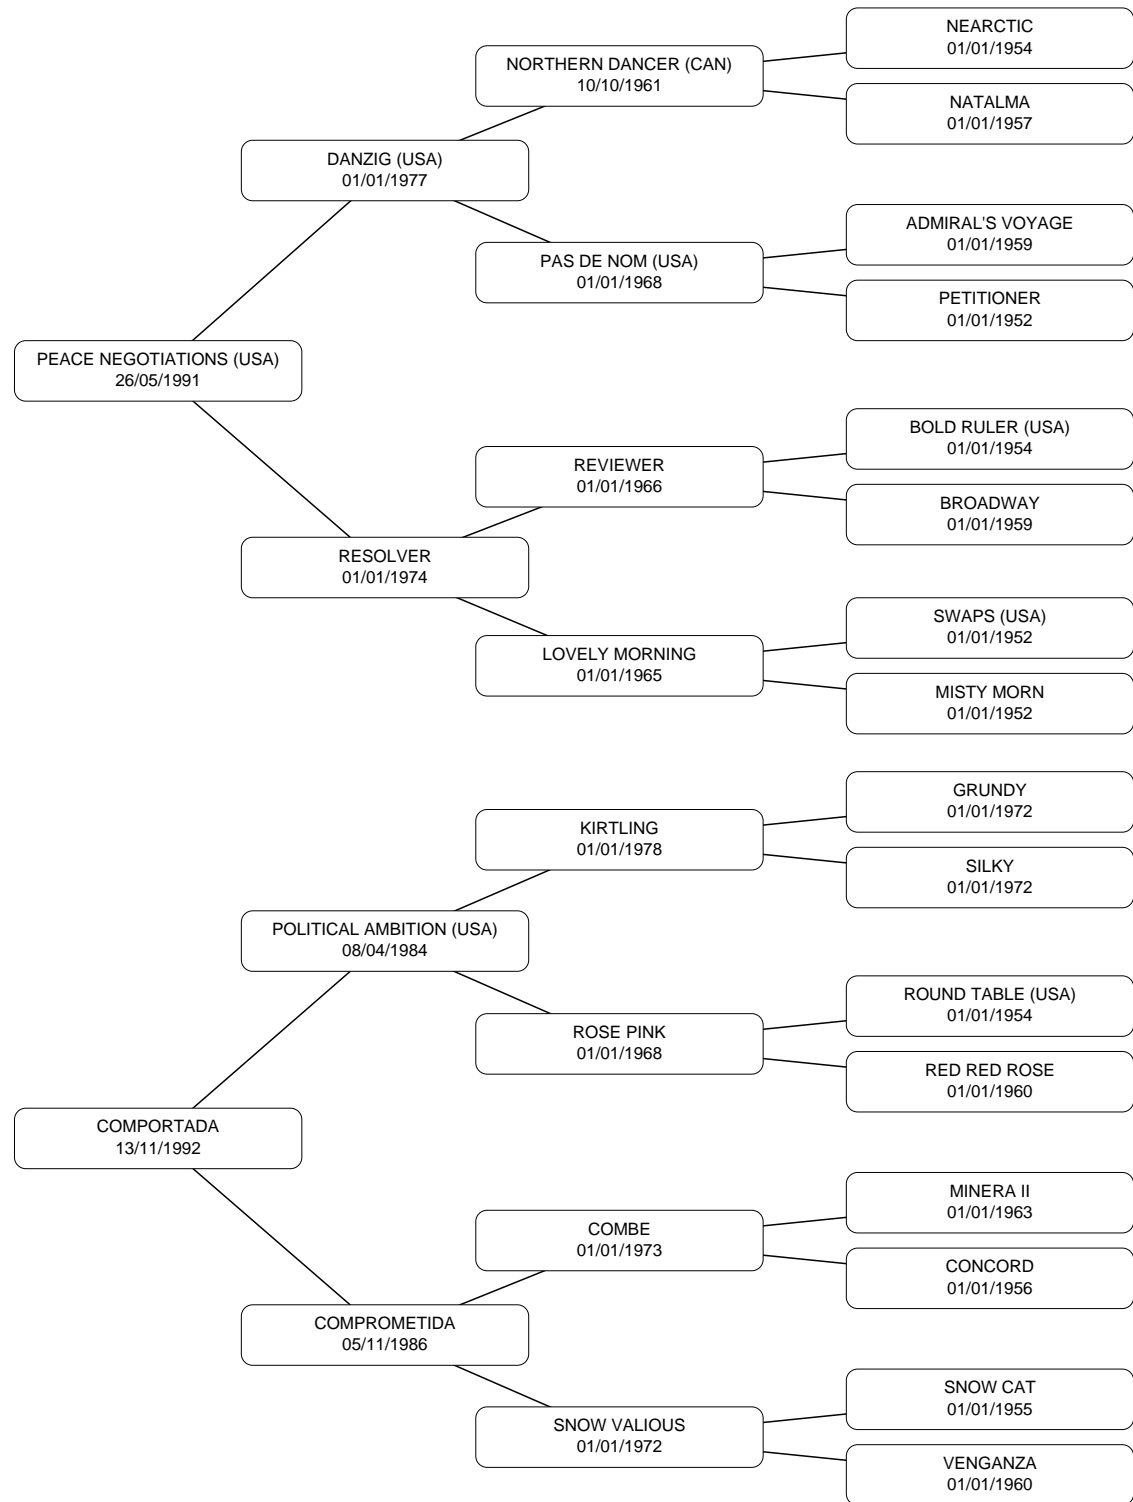 NEARCTIC
01/01/1954
NORTHERN DANCER (CAN)
10/10/1961
NATALMA
01/01/1957
DANZIG (USA)
01/01/1977
ADMIRAL'S VOYAGE
01/01/1959
PAS DE NOM (USA)
01/01/1968
PETITIONER
01/01/1952
PEACE NEGOTIATIONS (USA)
26/05/1991
BOLD RULER (USA)
01/01/1954
REVIEWER
01/01/1966
BROADWAY
01/01/1959
RESOLVER
01/01/1974
SWAPS (USA)
01/01/1952
LOVELY MORNING
01/01/1965
MISTY MORN
01/01/1952
GRUNDY
01/01/1972
KIRTLING
01/01/1978
SILKY
01/01/1972
POLITICAL AMBITION (USA)
08/04/1984
ROUND TABLE (USA)
01/01/1954
ROSE PINK
01/01/1968
RED RED ROSE
01/01/1960
COMPORTADA
13/11/1992
MINERA II
01/01/1963
COMBE
01/01/1973
CONCORD
01/01/1956
COMPROMETIDA
05/11/1986
SNOW CAT
01/01/1955
SNOW VALIOUS
01/01/1972
VENGANZA
01/01/1960